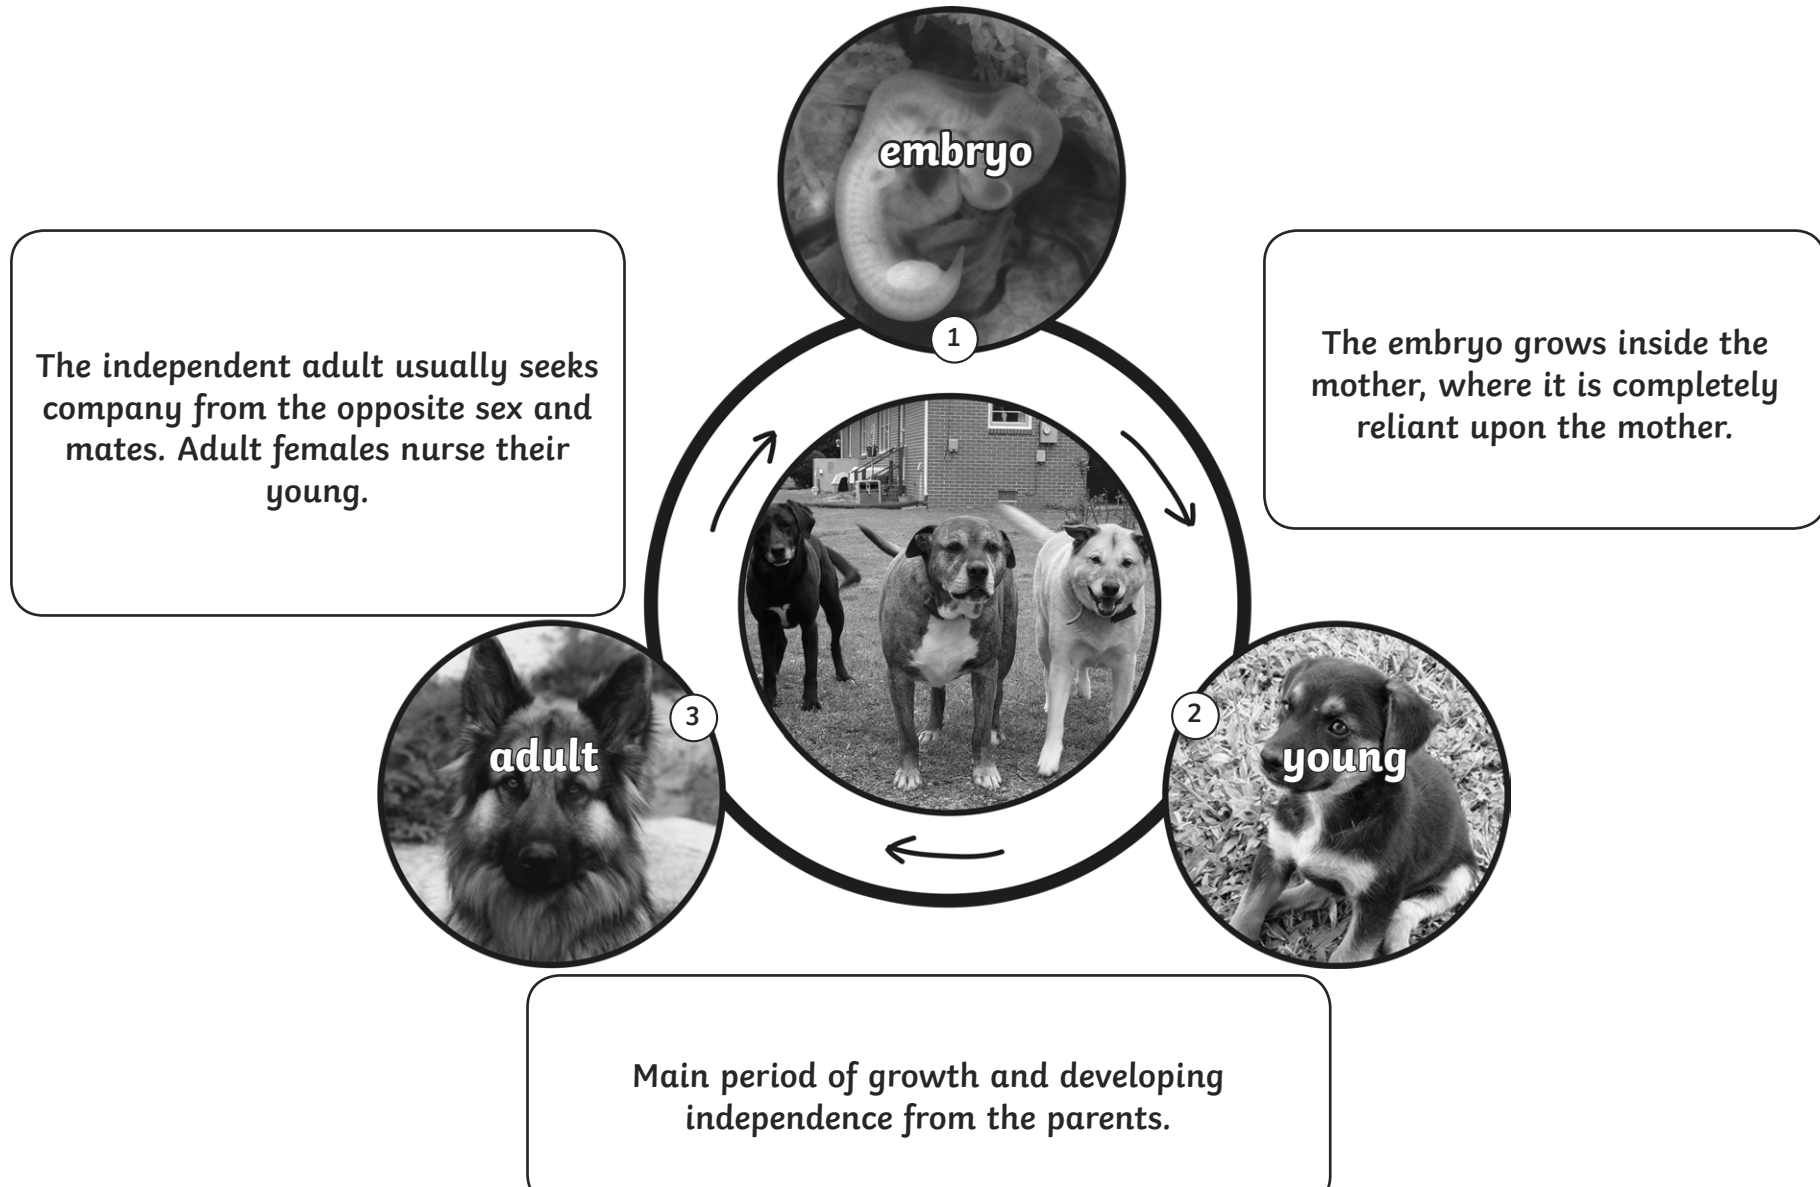 embryo
1
The embryo grows inside the
mother, where it is completely
reliant upon the mother.
2
young
Main period of growth and developing
independence from the parents.
3
adult
The independent adult usually seeks
company from the opposite sex and
mates. Adult females nurse their
young.